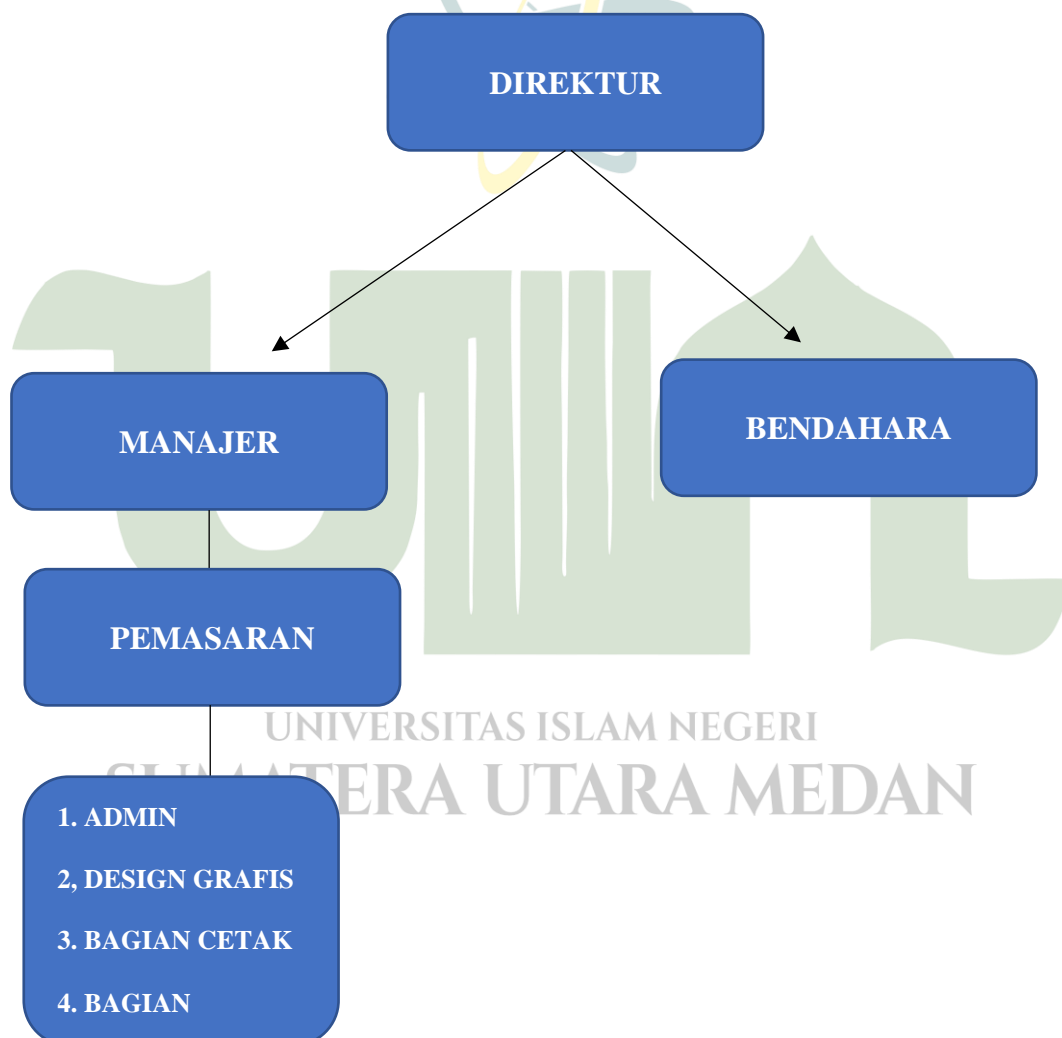 DIREKTUR
MANAJER
BENDAHARA
PEMASARAN
UNIVERSITAS ISLAM NEGERI
SUMATERA UTARA MEDAN
1. ADMIN
2, DESIGN GRAFIS
3. BAGIAN CETAK
4. BAGIAN